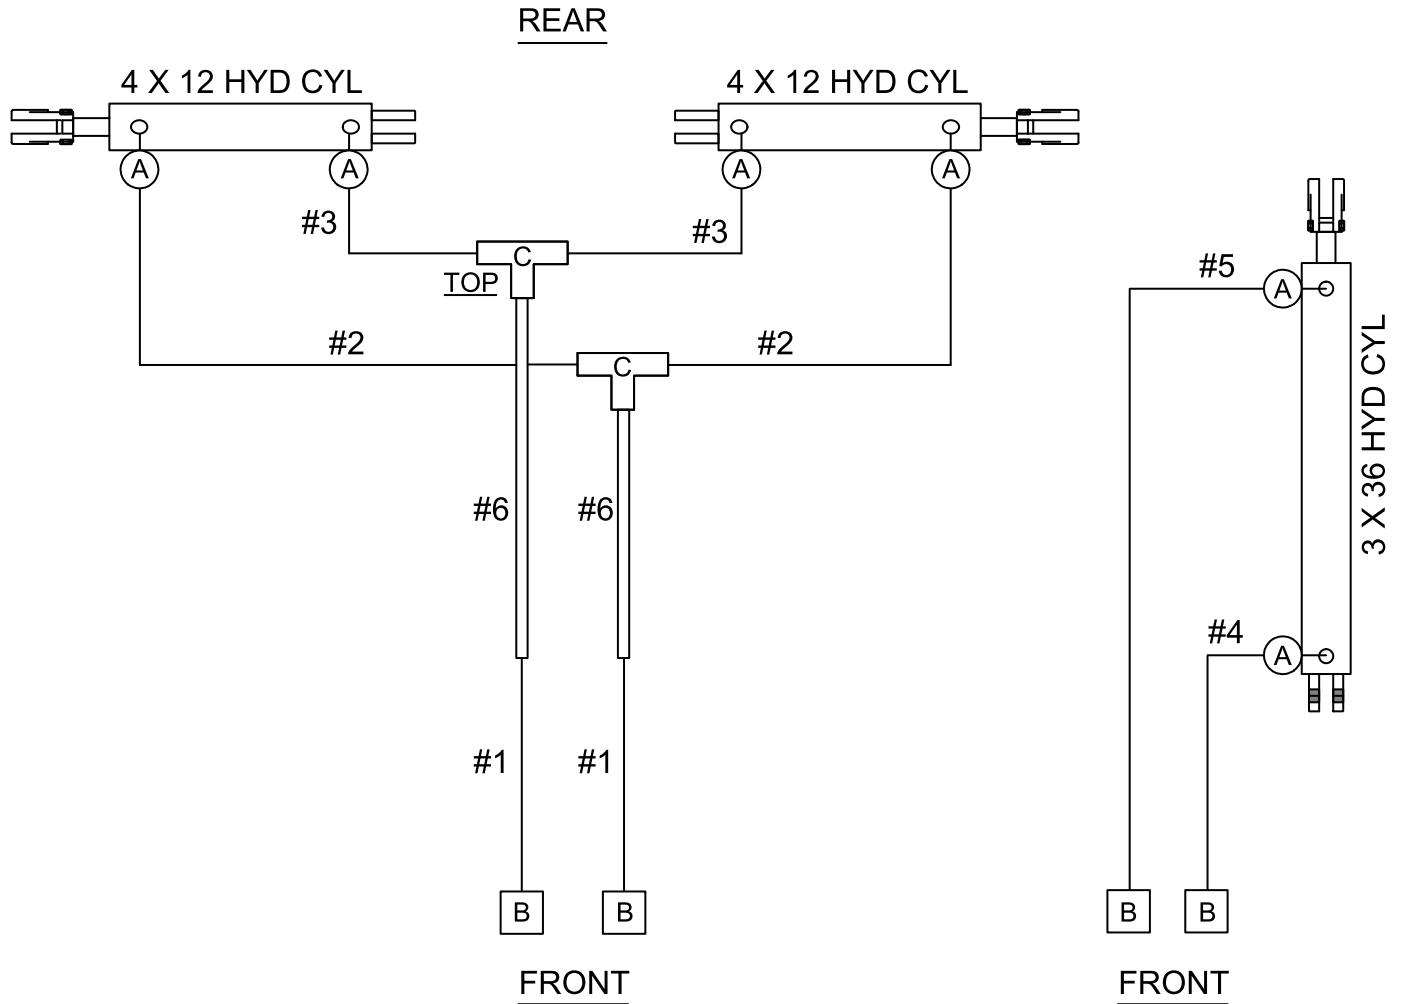 REAR
4 X 12 HYD CYL
4 X 12 HYD CYL
A
A
A
A
#3
#3
C
TOP
#5
A
#2
#2
C
3 X 36 HYD CYL
#6
#6
#4
A
#1
#1
B
B
B
B
FRONT
FRONT